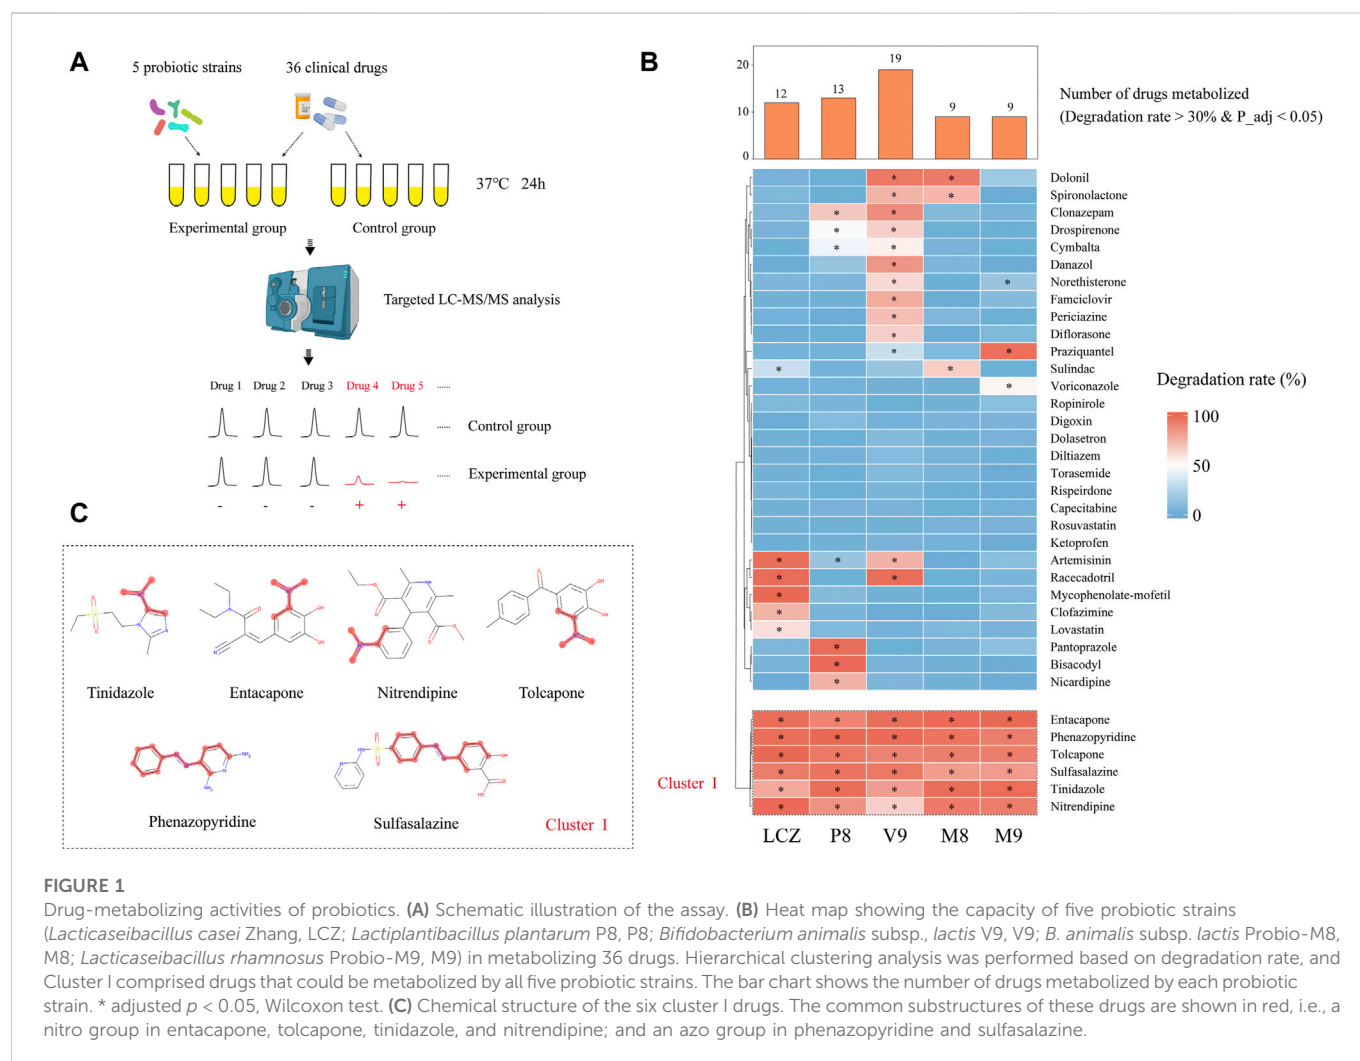 A
5 probiotic strains
36 clinical drugs
37℃ 24h
Experimental group
Control group
Targeted LC-MS/MS analysis
Drug 1 Drug 2 Drug 3 Drug 4 Drug 5 ......
...... Control group
...... Experimental group
- - - + +
B
20
10
0
12
13
19
9
9
Number of drugs metabolized
(Degradation rate > 30% & P_adj < 0.05)
Dolonil
Spironolactone
Clonazepam
Drospirenone
Cymbalta
Danazol
Norethisterone
Famciclovir
Periciazine
Diflorasone
Praziquantel
Sulindac
Voriconazole
Ropinirole
Digoxin
Dolasetron
Diltiazem
Torasemide
Rispeirdone
Capecitabine
Rosuvastatin
Ketoprofen
Artemisinin
Racecadotril
Mycophenolate-mofetil
Clofazimine
Lovastatin
Pantoprazole
Bisacodyl
Nicardipine
Entacapone
Phenazopyridine
Tolcapone
Sulfasalazine
Tinidazole
Nitrendipine
Cluster I
LCZ P8 V9 M8 M9
Degradation rate (%)
100
50
0
C
Tinidazole
Entacapone
Nitrendipine
Tolcapone
Phenazopyridine
Sulfasalazine
Cluster I
FIGURE 1
Drug-metabolizing activities of probiotics. (A) Schematic illustration of the assay. (B) Heat map showing the capacity of five probiotic strains
(Lacticaseibacillus casei Zhang, LCZ; Lactiplantibacillus plantarum P8, P8; Bifidobacterium animalis subsp., lactis V9, V9; B. animalis subsp. lactis Probio-M8,
M8; Lacticaseibacillus rhamnosus Probio-M9, M9) in metabolizing 36 drugs. Hierarchical clustering analysis was performed based on degradation rate, and
Cluster I comprised drugs that could be metabolized by all five probiotic strains. The bar chart shows the number of drugs metabolized by each probiotic
strain. * adjusted p < 0.05, Wilcoxon test. (C) Chemical structure of the six cluster I drugs. The common substructures of these drugs are shown in red, i.e., a
nitro group in entacapone, tolcapone, tinidazole, and nitrendipine; and an azo group in phenazopyridine and sulfasalazine.